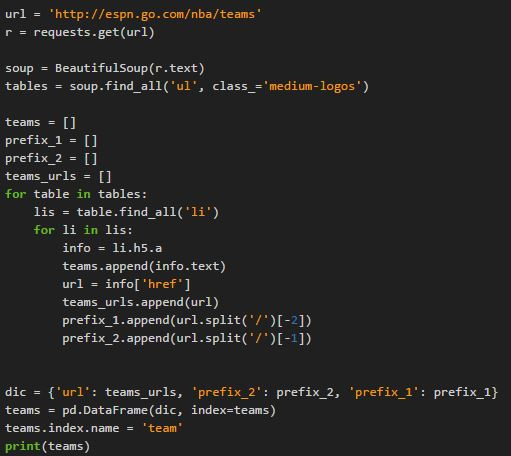 url = 'http://espn.go.com/nba/teams'
r = requests.get(url)

soup = BeautifulSoup(r.text)
tables = soup.find_all('ul', class_='medium-logos')

teams = []
prefix_1 = []
prefix_2 = []
teams_urls = []
for table in tables:
    lis = table.find_all('li')
    for li in lis:
        info = li.h5.a
        teams.append(info.text)
        url = info['href']
        teams_urls.append(url)
        prefix_1.append(url.split('/')[-2])
        prefix_2.append(url.split('/')[-1])


dic = {'url': teams_urls, 'prefix_2': prefix_2, 'prefix_1': prefix_1}
teams = pd.DataFrame(dic, index=teams)
teams.index.name = 'team'
print(teams)